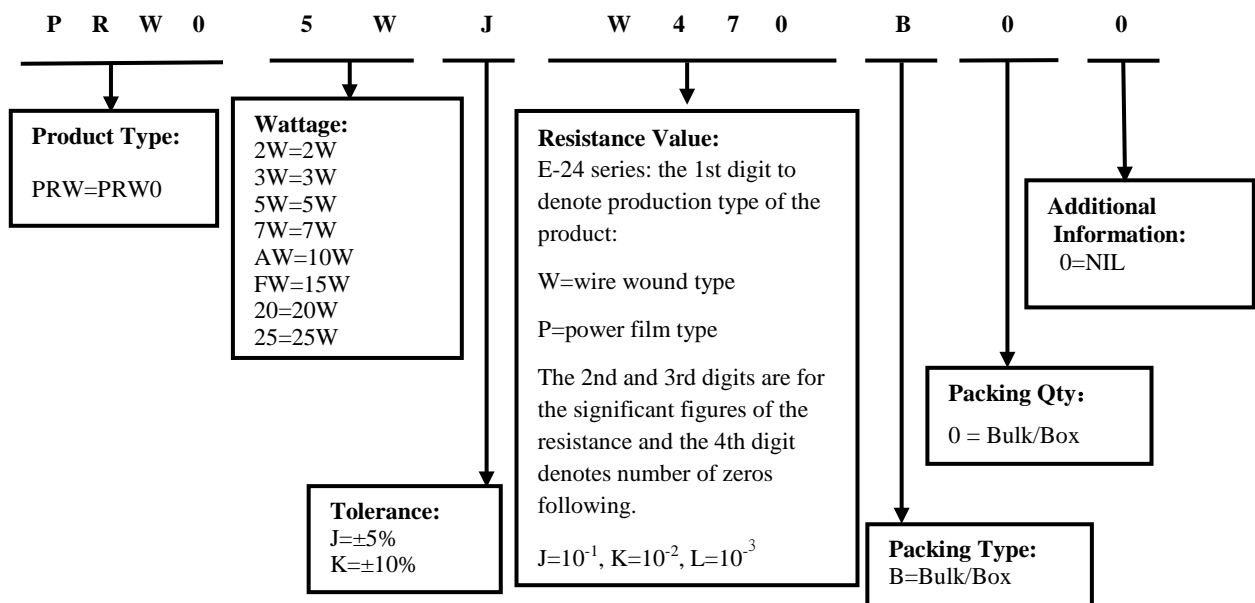 P R W 0 5 W J W 4 7 0 B 0 0
Product Type:
PRW=PRW0
Wattage:
2W=2W
3W=3W
5W=5W
7W=7W
AW=10W
FW=15W
20=20W
25=25W
Tolerance:
J=±5%
K=±10%
Resistance Value:
E-24 series: the 1st digit to
denote production type of the
product:
W=wire wound type
P=power film type
The 2nd and 3rd digits are for
the significant figures of the
resistance and the 4th digit
denotes number of zeros
following.
J=10⁻¹, K=10⁻², L=10⁻³
Packing Type:
B=Bulk/Box
Packing Qty：
0 = Bulk/Box
Additional
Information:
0=NIL